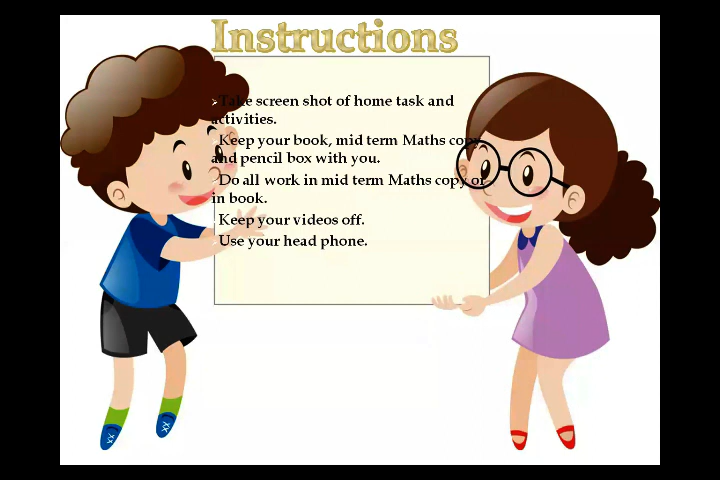 Instructions
Take screen shot of home task and
activities.
Keep your book, mid term Maths copy
and pencil box with you.
Do all work in mid term Maths copy or
in book.
Keep your videos off.
Use your head phone.